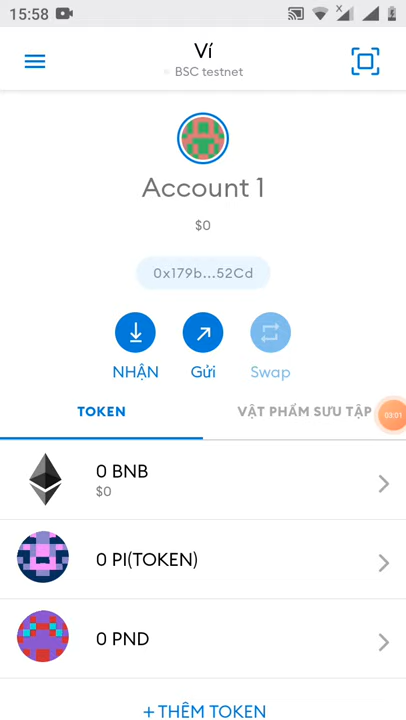 15:58
Ví
BSC testnet
Account 1
$0
0x179b...52Cd
NHẬN
Gửi
Swap
TOKEN
VẬT PHẨM SƯU TẬP
03:01
0 BNB
$0
0 PI(TOKEN)
0 PND
+THÊM TOKEN